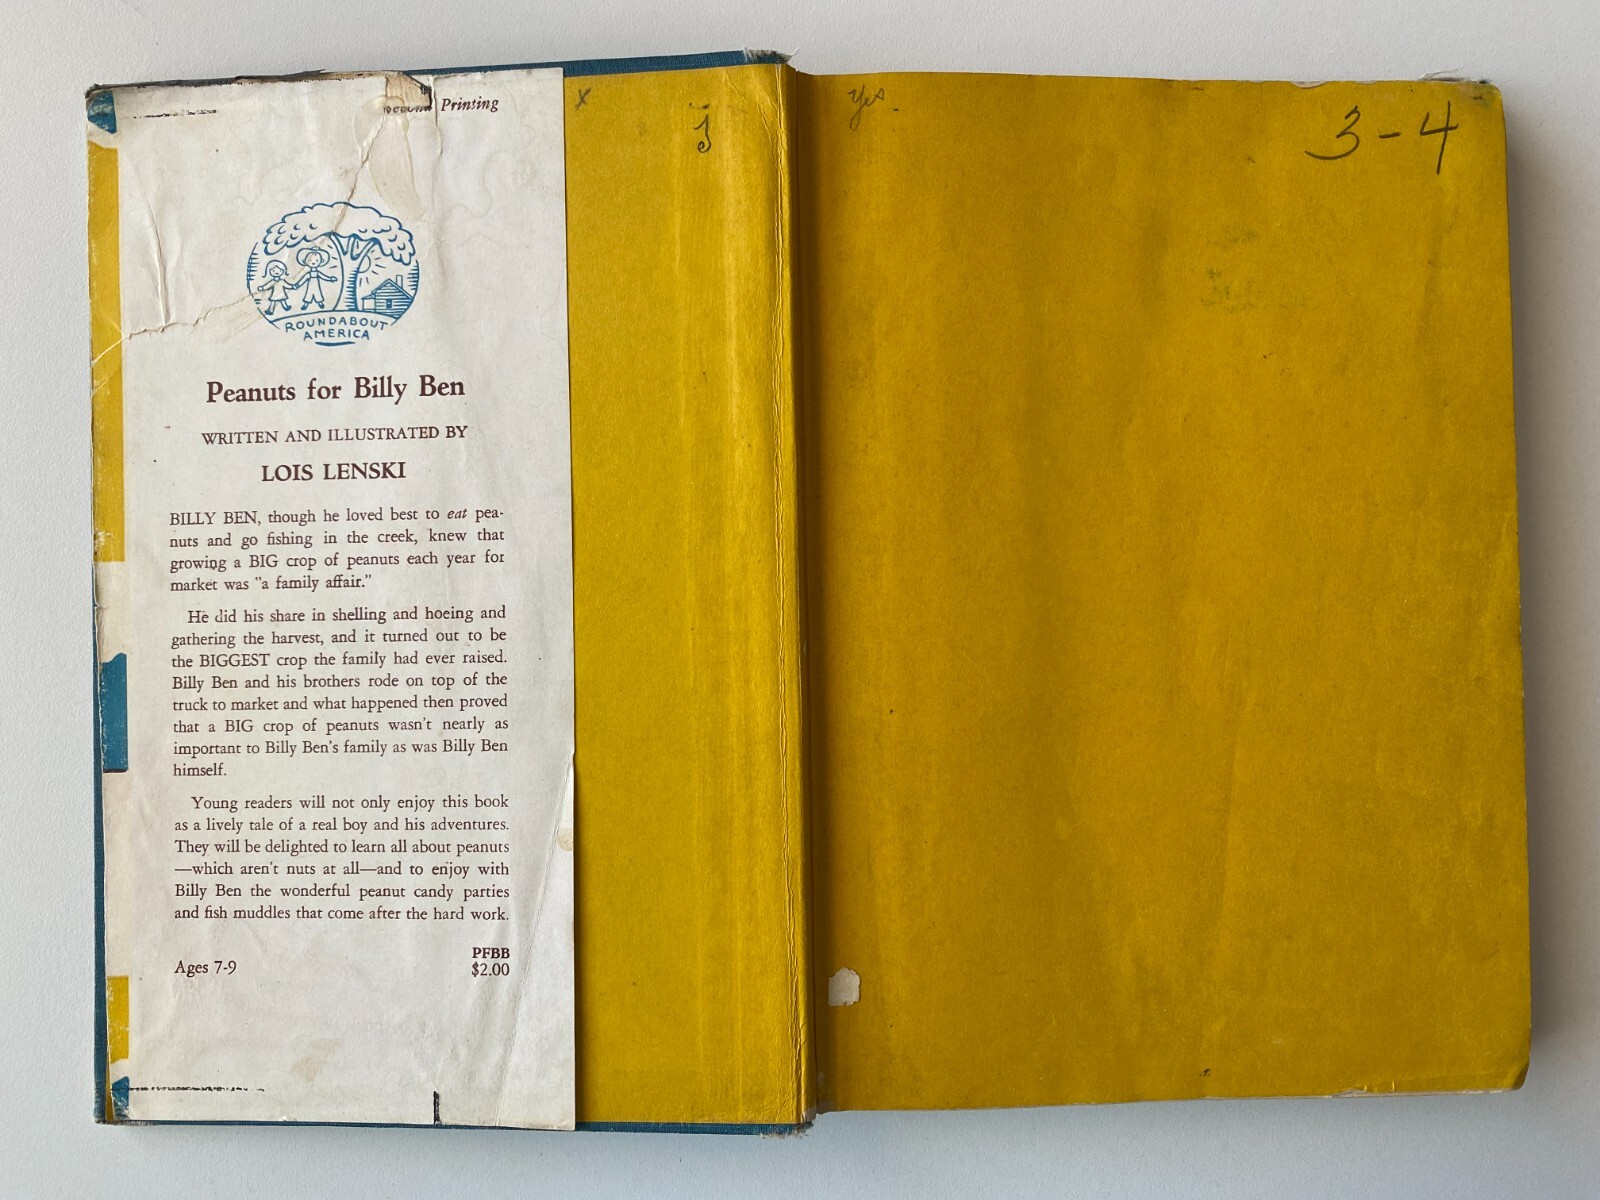 Second Printing
ROUNDABOUT
AMERICA
Peanuts for Billy Ben
WRITTEN AND ILLUSTRATED BY
LOIS LENSKI
BILLY BEN, though he loved best to eat pea-
nuts and go fishing in the creek, knew that
growing a BIG crop of peanuts each year for
market was "a family affair."
He did his share in shelling and hoeing and
gathering the harvest, and it turned out to be
the BIGGEST crop the family had ever raised.
Billy Ben and his brothers rode on top of the
truck to market and what happened then proved
that a BIG crop of peanuts wasn't nearly as
important to Billy Ben's family as was Billy Ben
himself.
Young readers will not only enjoy this book
as a lively tale of a real boy and his adventures.
They will be delighted to learn all about peanuts
—which aren't nuts at all—and to enjoy with
Billy Ben the wonderful peanut candy parties
and fish muddles that come after the hard work.
PFBB
Ages 7-9 $2.00
x
J
Yes
3-4